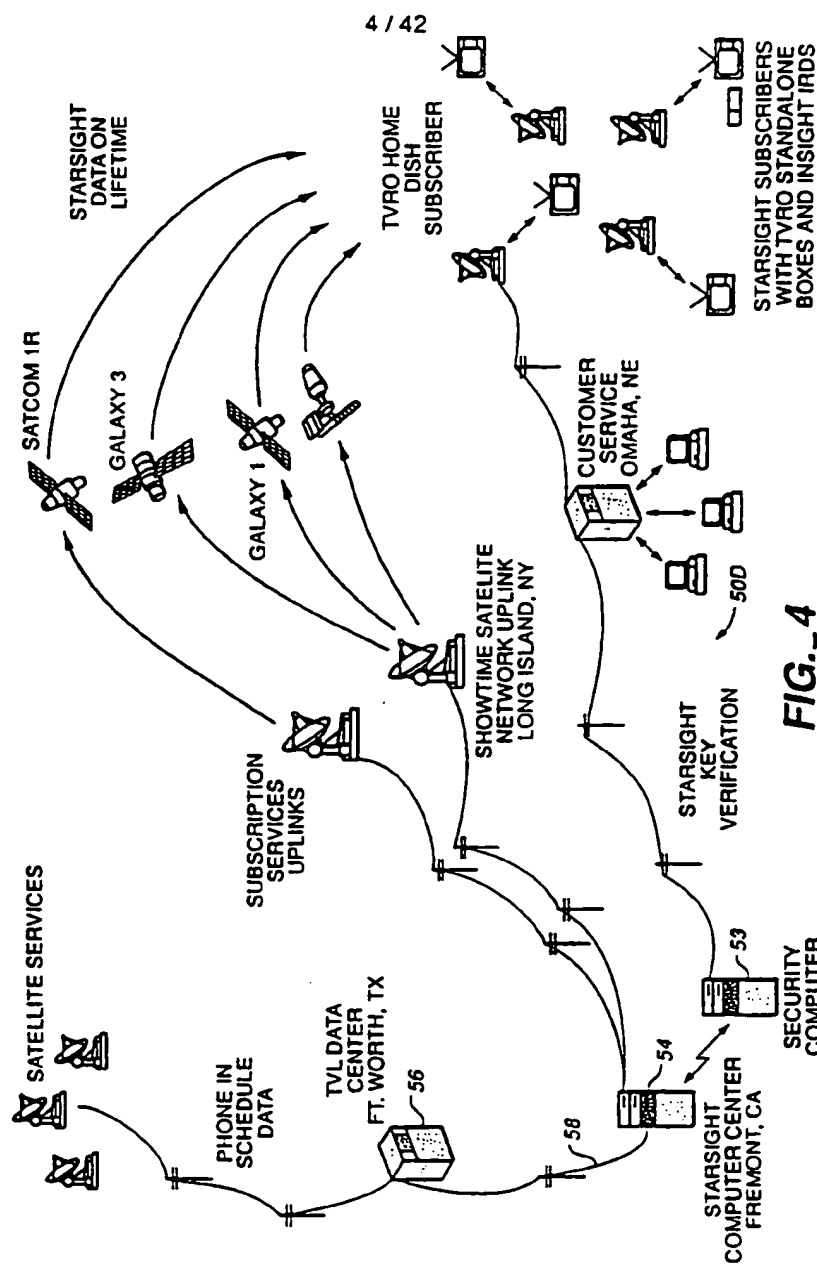 4 / 42
SATELLITE SERVICES
PHONE IN
SCHEDULE
DATA
TVL DATA
CENTER
FT. WORTH, TX
56
58
54
STARSIGHT
COMPUTER CENTER
FREMONT, CA
53
SECURITY
COMPUTER
SUBSCRIPTION
SERVICES
UPLINKS
SHOWTIME SATELITE
NETWORK UPLINK
LONG ISLAND, NY
STARSIGHT
KEY
VERIFICATION
50D
SATCOM 1R
GALAXY 3
GALAXY 1
STARSIGHT
DATA ON
LIFETIME
CUSTOMER
SERVICE
OMAHA, NE
TVRO HOME
DISH
SUBSCRIBER
STARSIGHT SUBSCRIBERS
WITH TVRO STANDALONE
BOXES AND INSIGHT IRDS
FIG._4